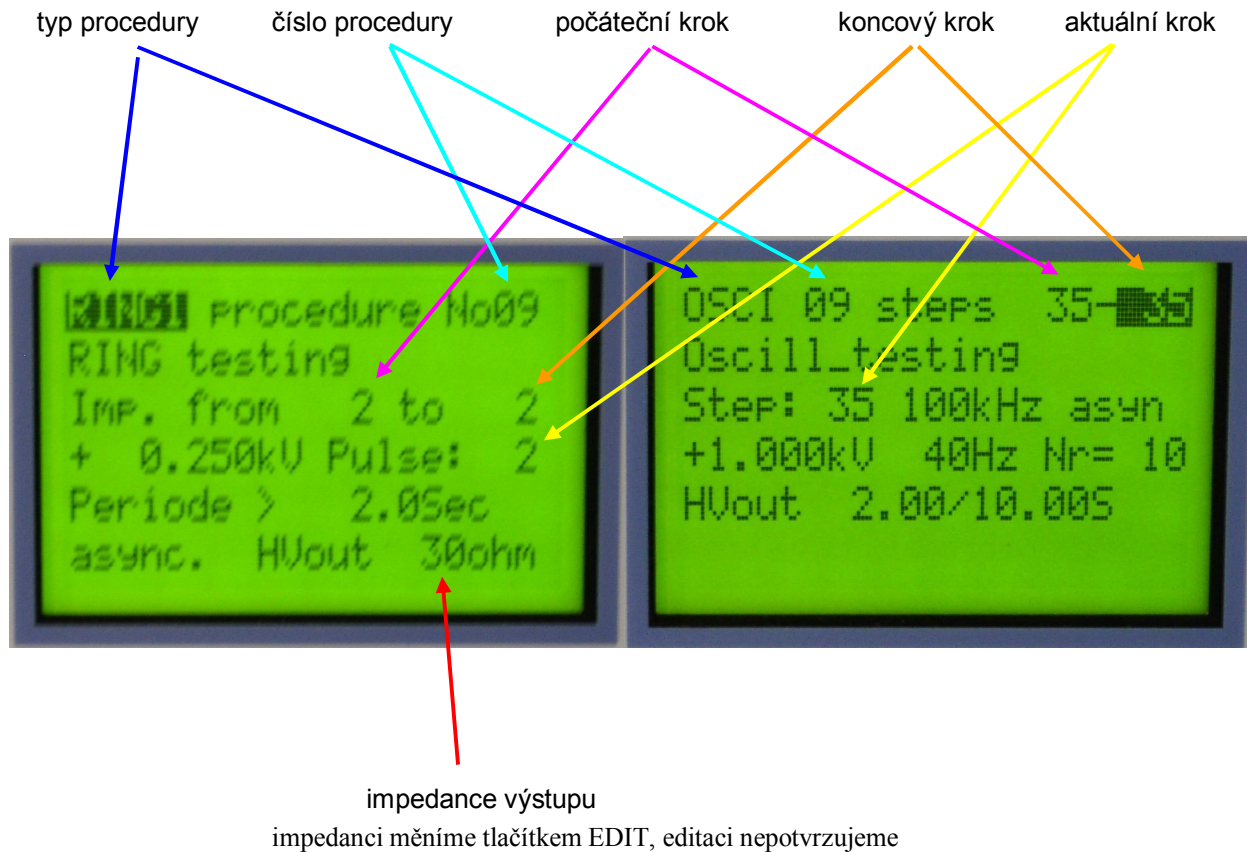 typ procedury číslo procedury počáteční krok koncový krok aktuální krok
procedure No09
RING testing
Imp. from 2 to 2
+ 0.250kV Pulse: 2
Periode > 2.0Sec
async. HVout 30ohm
OSCI 09 steps 35-35
Oscill_testing
Step: 35 100kHz asyn
+1.000kV 40Hz Nr= 10
HVout 2.00/10.00S
impedance výstupu
impedanci měníme tlačítkem EDIT, editaci nepotvrzujeme